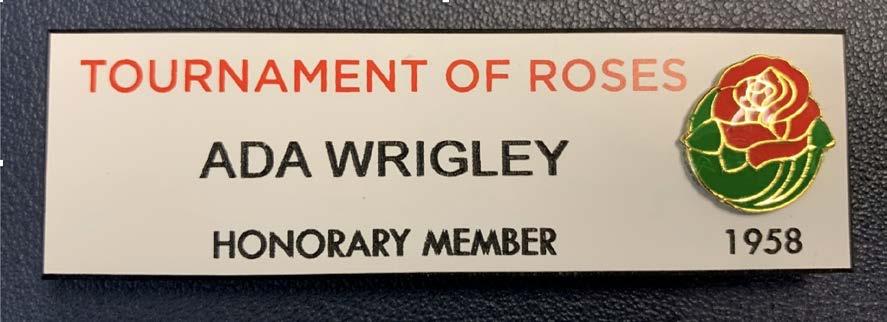 TOURNAMENT OF ROSES
ADA WRIGLEY
HONORARY MEMBER
1958